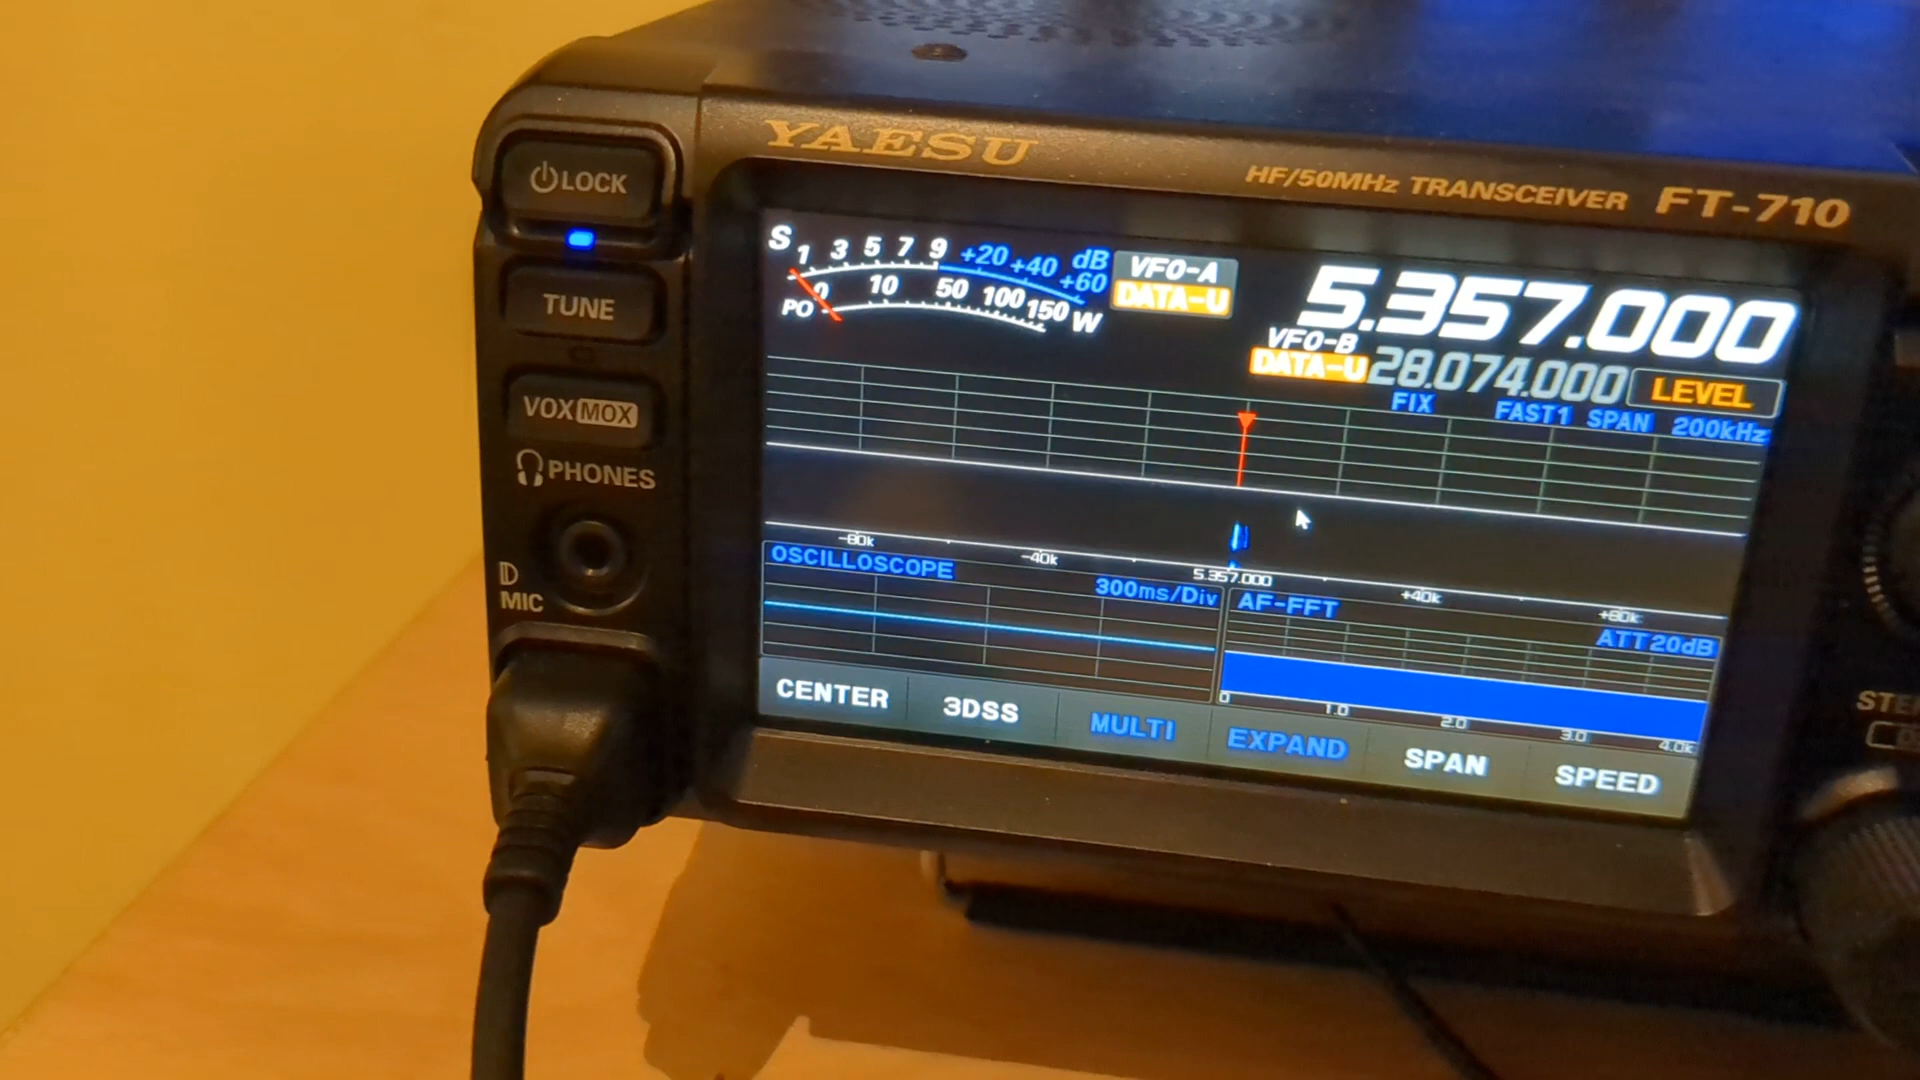 YAESU
HF/50MHz TRANSCEIVER FT-710
LOCK
TUNE
VOX MOX
PHONES
MIC
S 1 3 5 7 9 +20 +40 +60 dB
PO 0 10 50 100 150 W
VFO-A
DATA-U
5.357.000
VFO-B
DATA-U 28.074.000
LEVEL
FIX FAST1 SPAN 200kHz
-80k -40k 5.357.000 +40k +80k
OSCILLOSCOPE
300ms/Div
AF-FFT
ATT 20dB
0 1.0 2.0 3.0 4.0k
CENTER 3DSS MULTI EXPAND SPAN SPEED